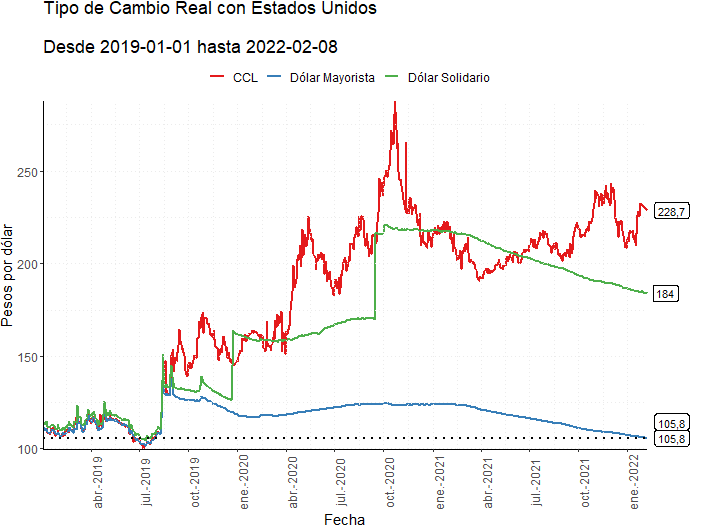 Tipo de Cambio Real con Estados Unidos
Desde 2019-01-01 hasta 2022-02-08
CCL Dólar Mayorista Dólar Solidario
Pesos por dólar
250
200
150
100
228,7
184
105,8
105,8
abr.-2019 jul.-2019 oct.-2019 ene.-2020 abr.-2020 jul.-2020 oct.-2020 ene.-2021 abr.-2021 jul.-2021 oct.-2021 ene.-2022
Fecha